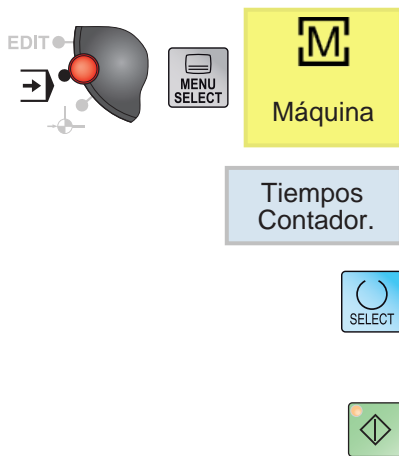 EDIT
MENU
SELECT
M
Máquina
Tiempos
Contador.
SELECT